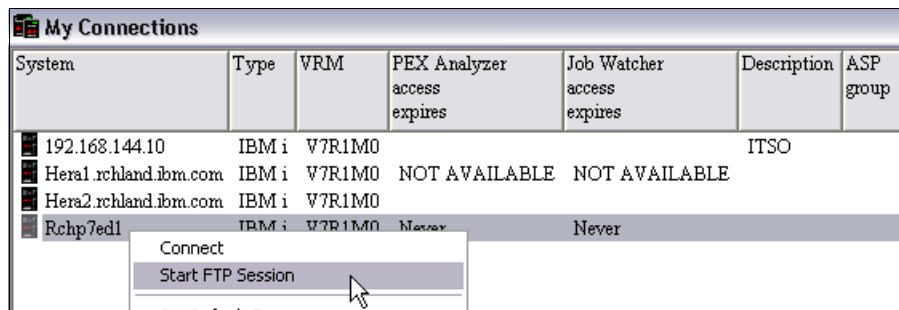 My Connections
System Type VRM PEX Analyzer access expires Job Watcher access expires Description ASP group
192.168.144.10 IBM i V7R1M0 ITSO
Hera1.rchland.ibm.com IBM i V7R1M0 NOT AVAILABLE NOT AVAILABLE
Hera2.rchland.ibm.com IBM i V7R1M0
Rchp7ed1 IBM i V7R1M0 Never Never
Connect
Start FTP Session